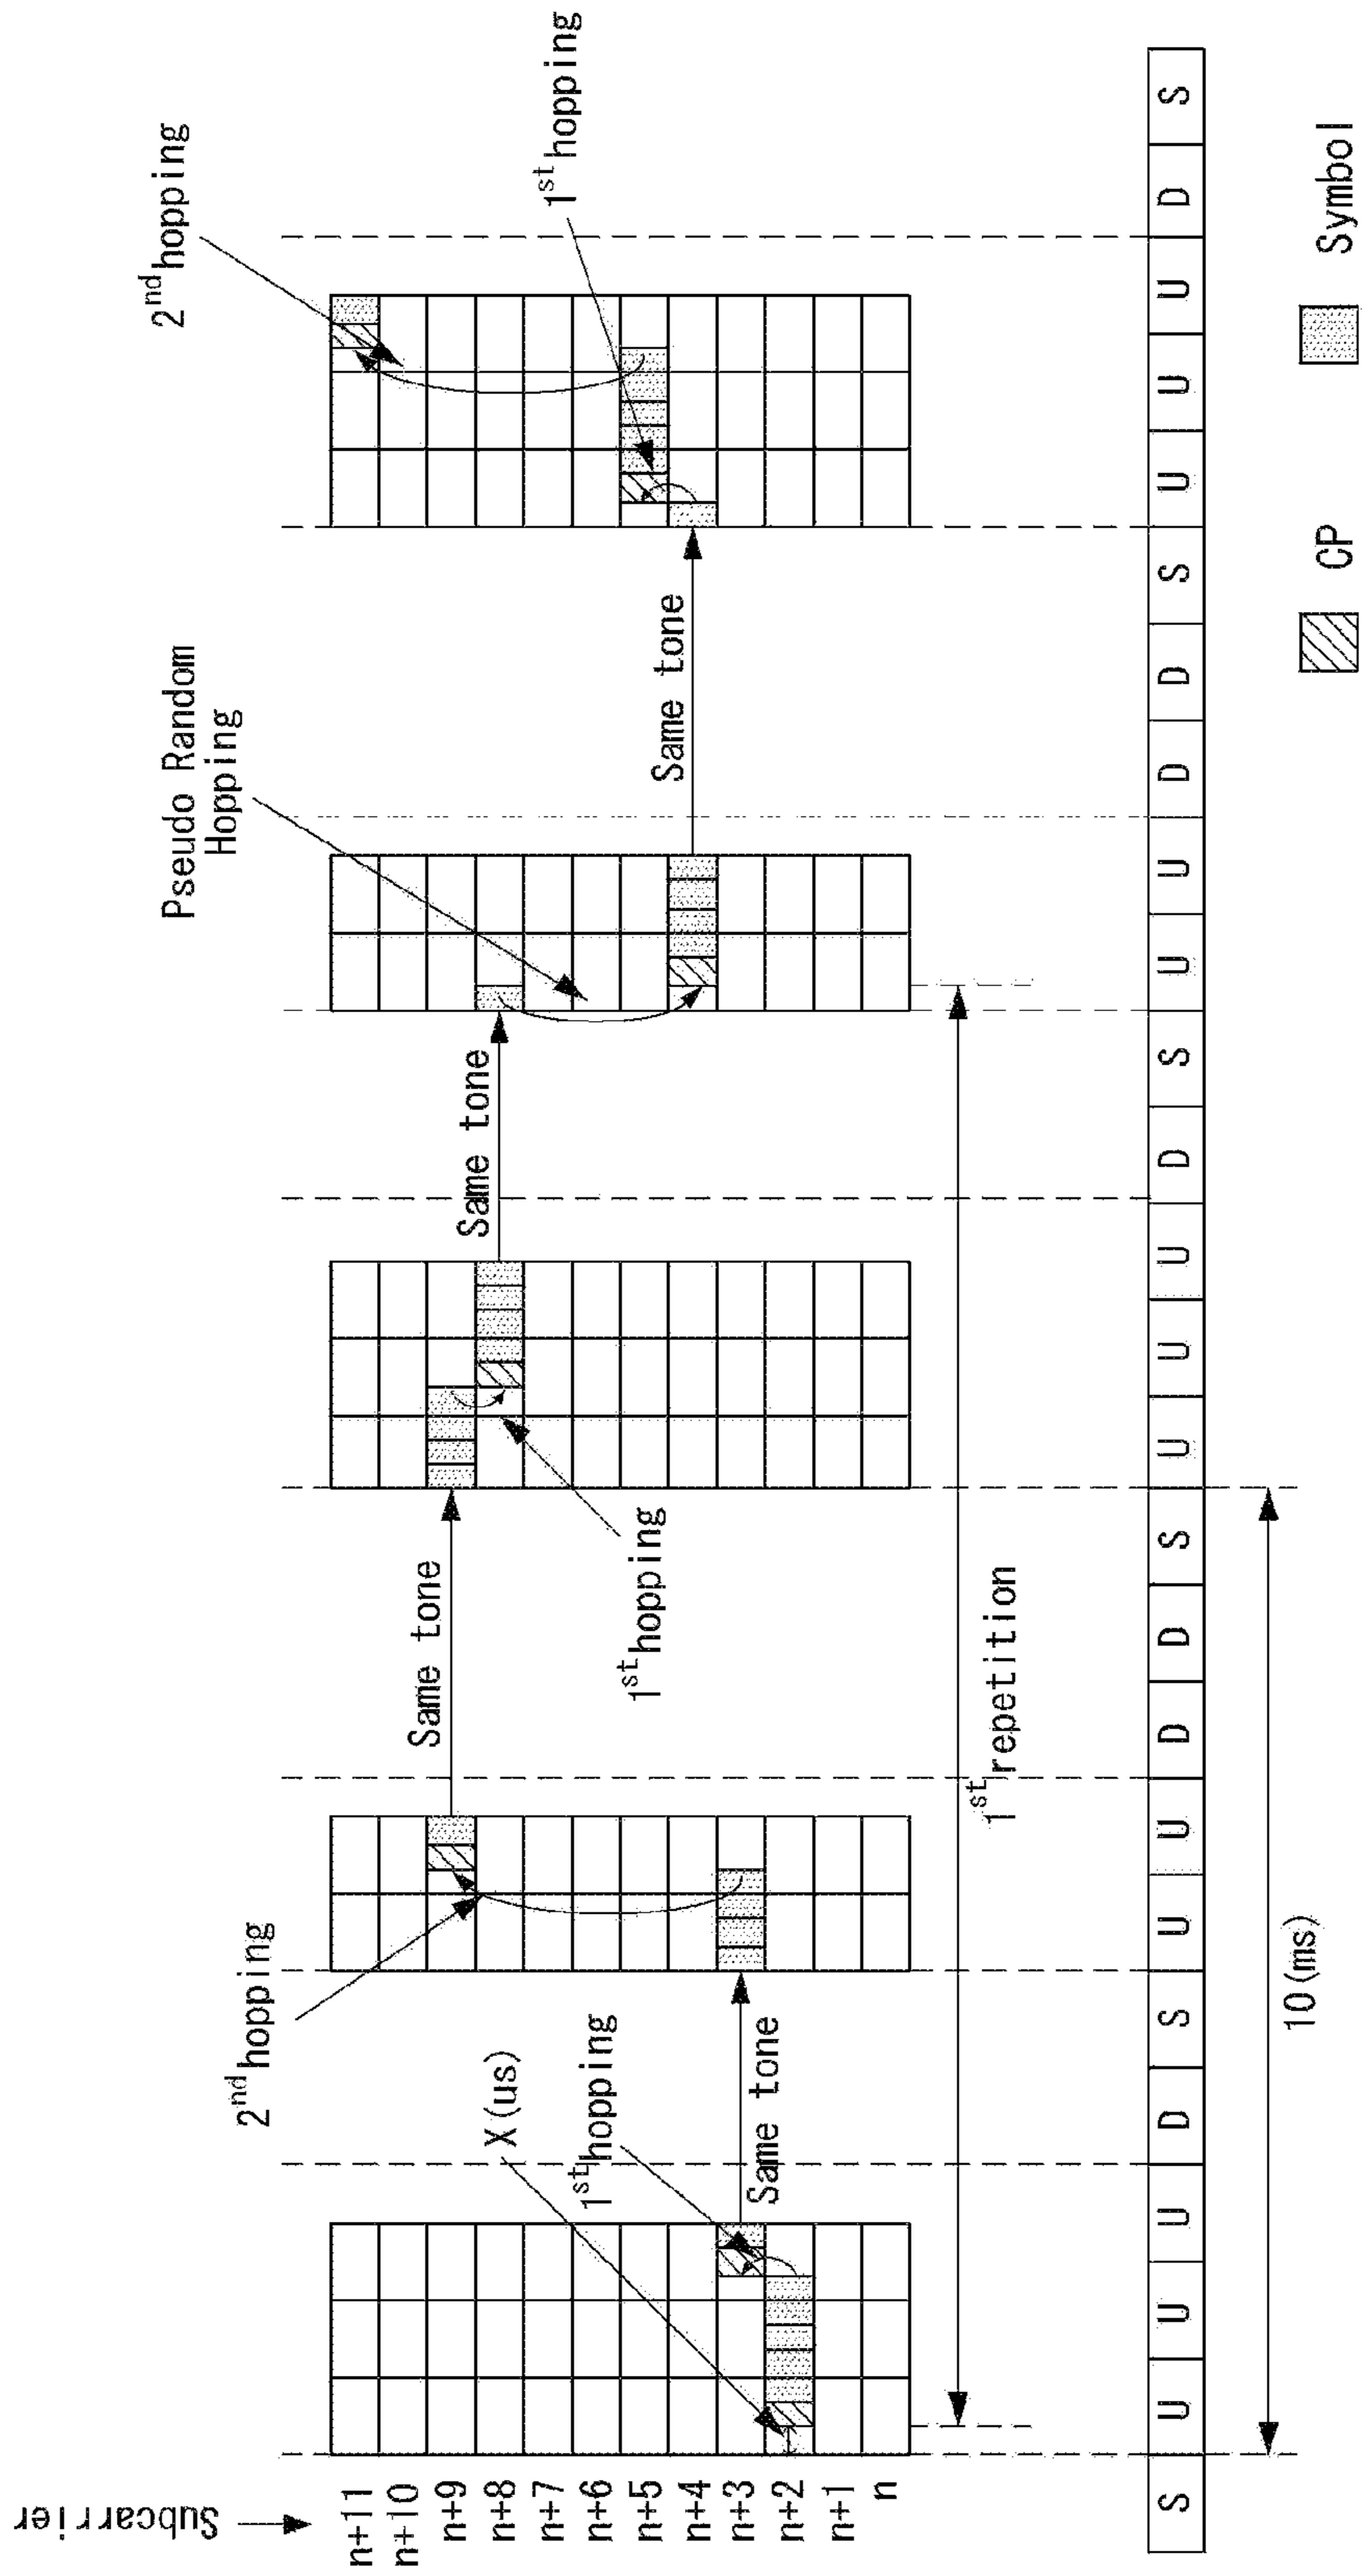 Subcarrier
2nd hopping
Pseudo Random
Hopping
2nd hopping
n+11
n+10
n+9
n+8
n+7
n+6
n+5
n+4
n+3
n+2
n+1
n
X(us)
1st hopping
Same tone
Same tone
1st hopping
Same tone
Same tone
1st hopping
1st repetition
S U U U D S U U D D S U U U D S U U D D S U U U D S
10(ms)
CP
Symbol